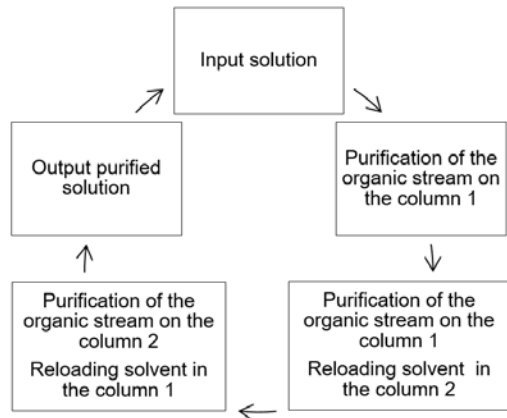 Input solution
Purification of the
organic stream on
the column 1
Purification of the
organic stream on the
column 1
Reloading solvent in
the column 2
Purification of the
organic stream on the
column 2
Reloading solvent in
the column 1
Output purified
solution